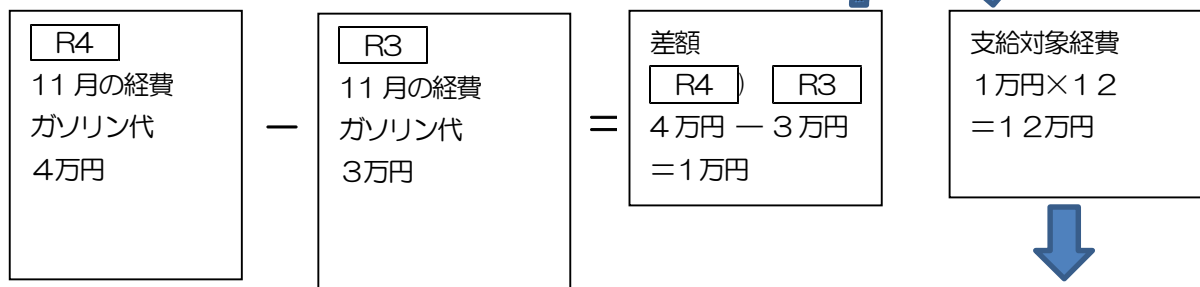 R4
11月の経費
ガソリン代
4万円
―
R3
11月の経費
ガソリン代
3万円
=
差額
R4) R3
4万円 ― 3万円
=1万円
支給対象経費
1万円×12
=12万円